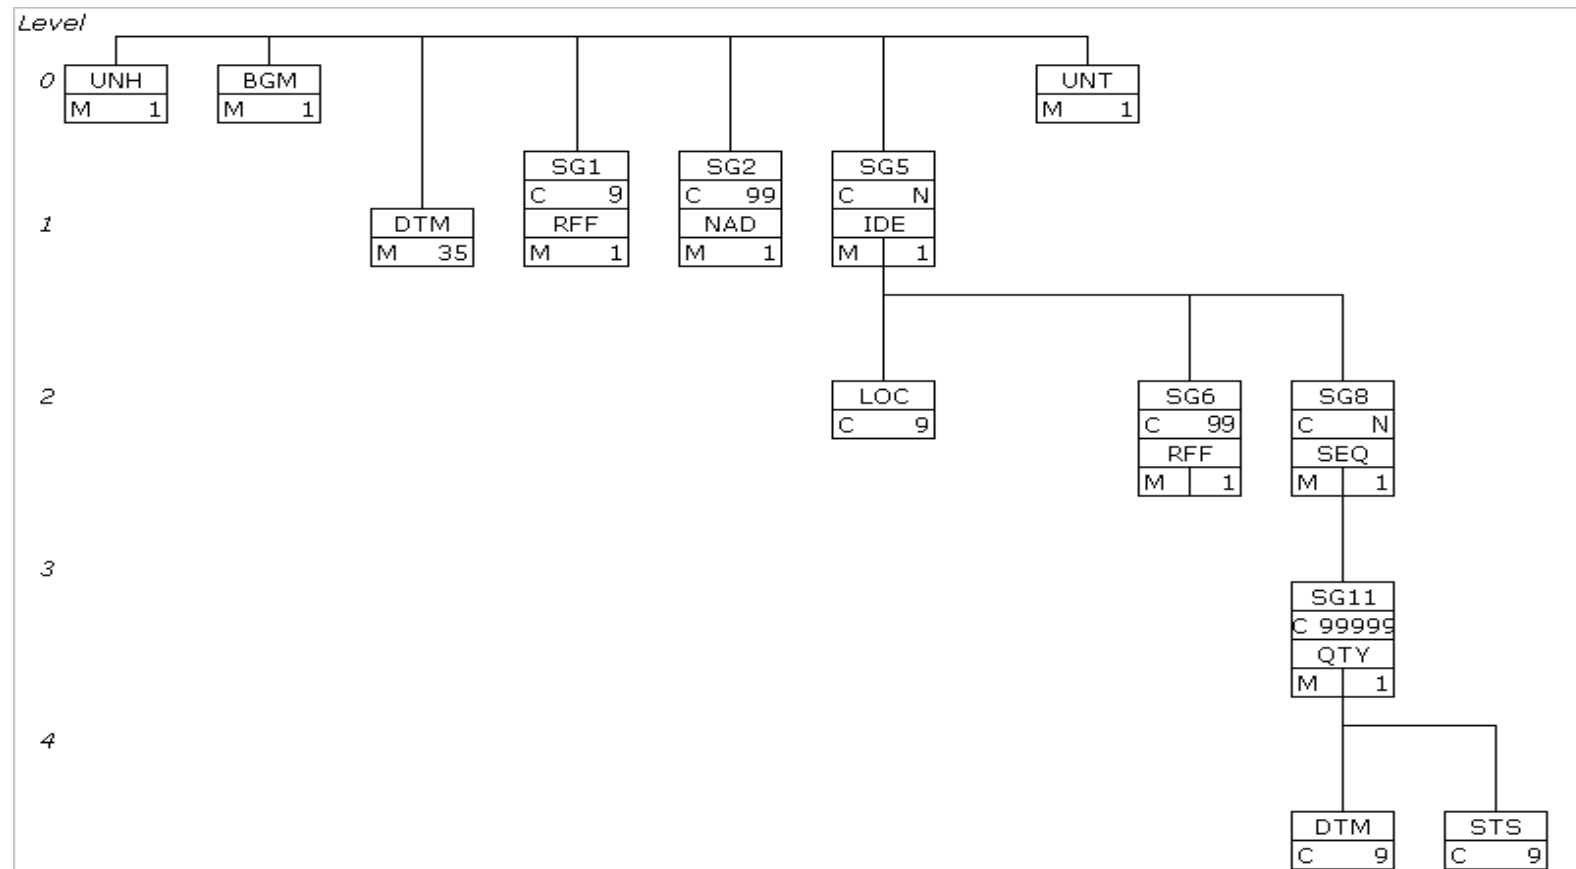 Level
0 UNH BGM UNT
M 1 M 1 M 1
SG1 SG2 SG5
C 9 C 99 C N
1 DTM RFF NAD IDE
M 35 M 1 M 1 M 1
2 LOC SG6 SG8
C 9 C 99 C N
RFF SEQ
M 1 M 1
3
SG11
C 99999
QTY
M 1
4
DTM STS
C 9 C 9